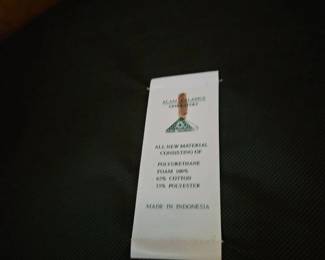 ALL NEW MATERIAL
CONSISTING OF
POLYURETHANE
FOAM 100%
65% COTTON
35% POLYESTER
MADE IN INDONESIA